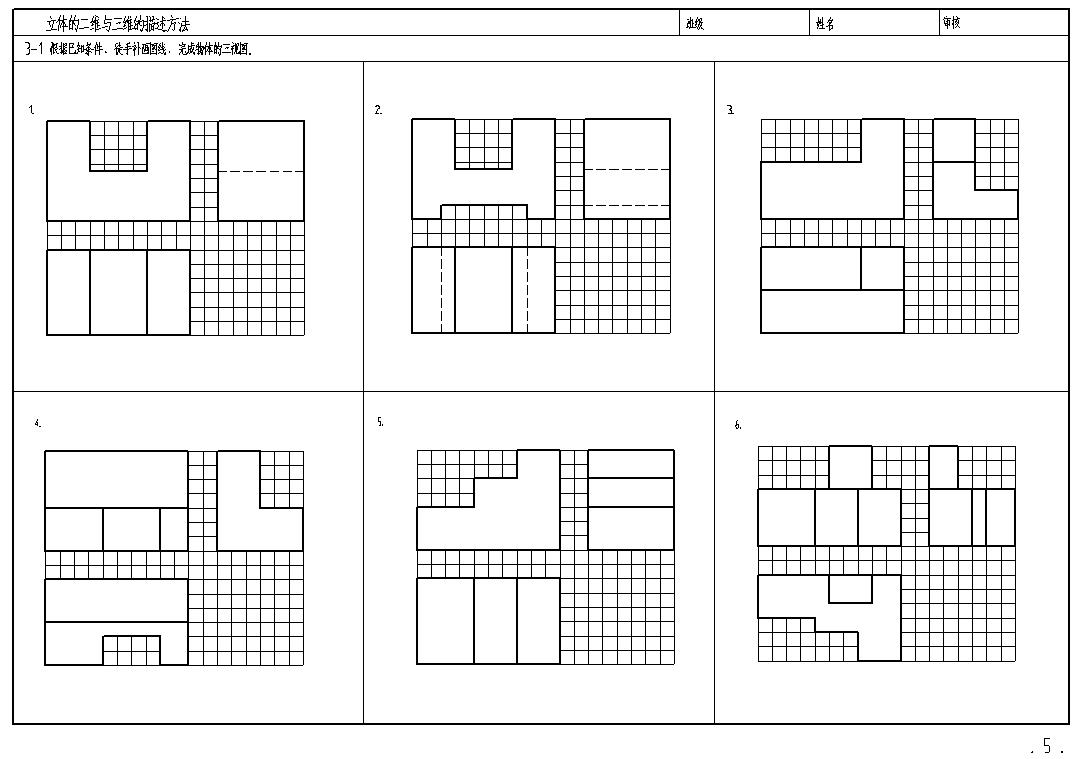 立体的二维与三维的描述方法
班级
姓名
审核
3-1 根据已知条件、徒手补画图线,完成物体的三视图。
1.
2.
3.
4.
5.
6.
. 5 .